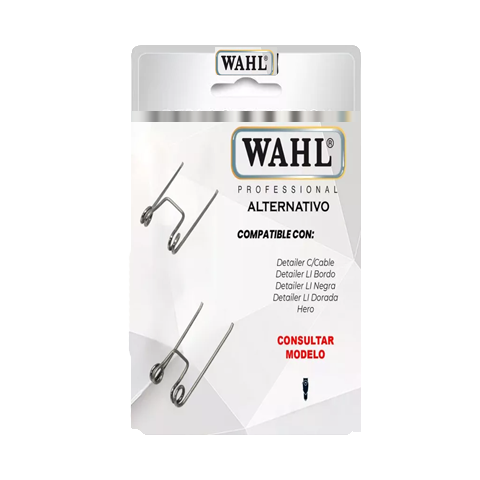 WAHL®
WAHL®
PROFESSIONAL
ALTERNATIVO
COMPATIBLE CON:
Detailer C/Cable
Detailer LI Bordo
Detailer LI Negra
Detailer LI Dorada
Hero
CONSULTAR
MODELO